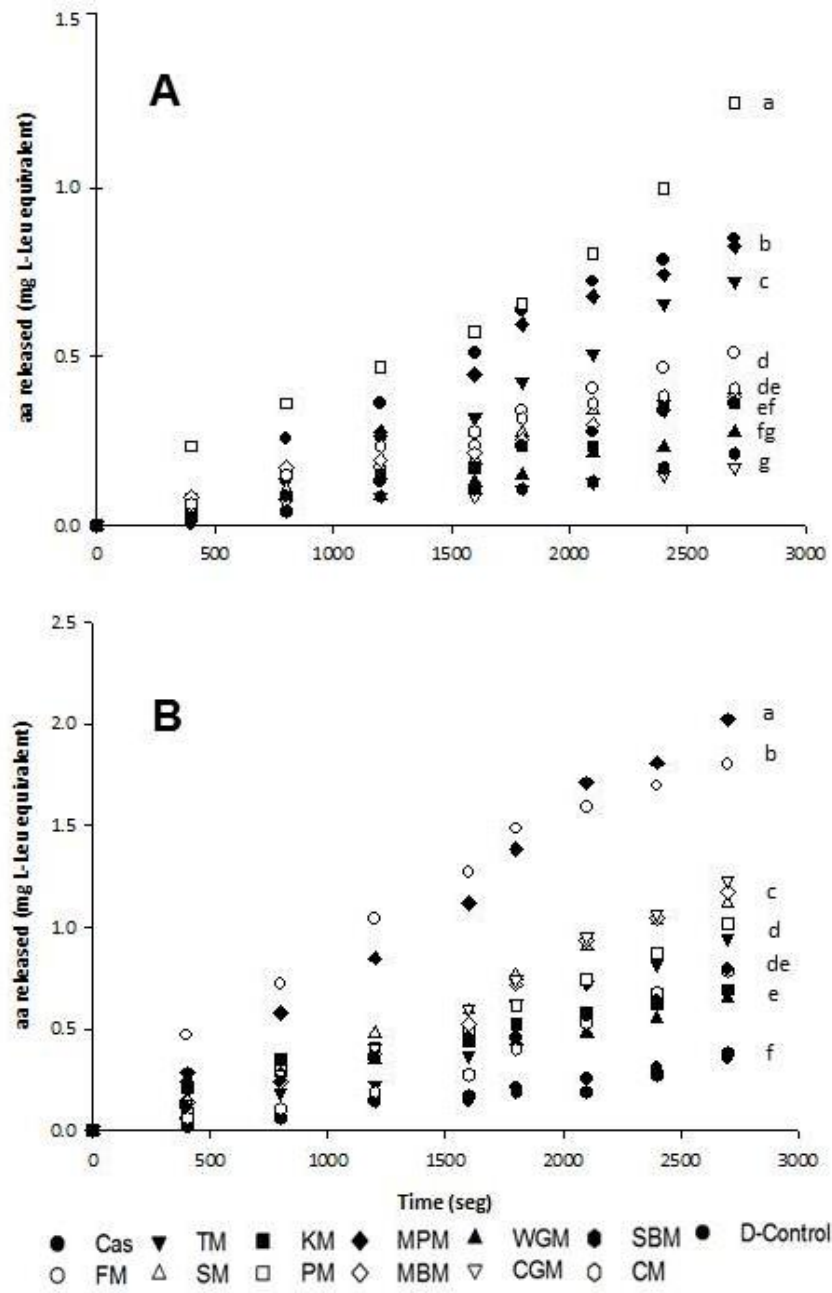 1.5
A
a
1.0
b
c
0.5
d
de
ef
fg
g
0.0
0 500 1000 1500 2000 2500 3000
aa released (mg L-Leu equivalent)
2.5
B
2.0
a
b
1.5
c
1.0
d
de
e
0.5
f
0.0
0 500 1000 1500 2000 2500 3000
aa released (mg L-Leu equivalent)
Time (seg)
Cas TM KM MPM WGM SBM D-Control
FM SM PM MBM CGM CM